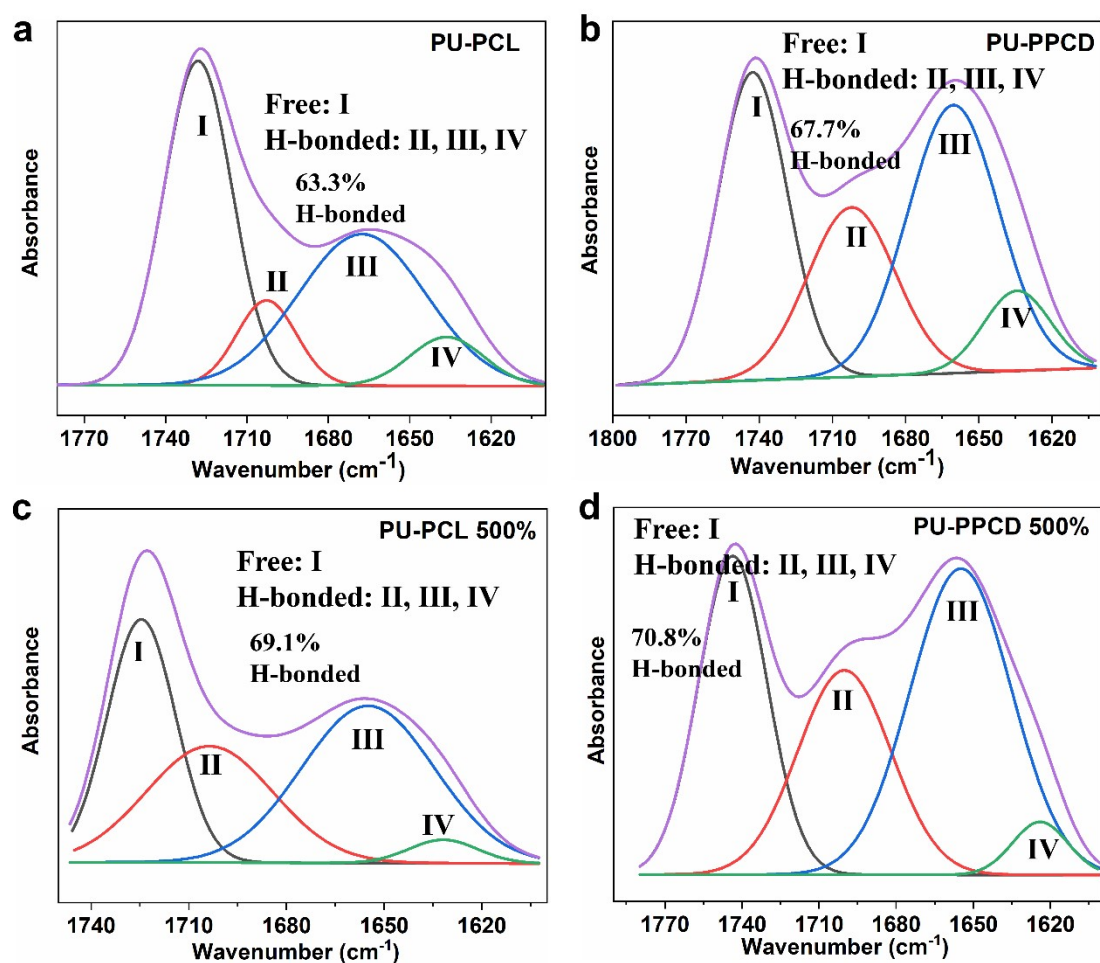 a
PU-PCL
Free: I
H-bonded: II, III, IV
63.3%
H-bonded
I
II
III
IV
Absorbance
1770 1740 1710 1680 1650 1620
Wavenumber (cm⁻¹)
b
PU-PPCD
Free: I
H-bonded: II, III, IV
67.7%
H-bonded
I
II
III
IV
Absorbance
1800 1770 1740 1710 1680 1650 1620
Wavenumber (cm⁻¹)
c
PU-PCL 500%
Free: I
H-bonded: II, III, IV
69.1%
H-bonded
I
II
III
IV
Absorbance
1740 1710 1680 1650 1620
Wavenumber (cm⁻¹)
d
PU-PPCD 500%
Free: I
H-bonded: II, III, IV
70.8%
H-bonded
I
II
III
IV
Absorbance
1770 1740 1710 1680 1650 1620
Wavenumber (cm⁻¹)